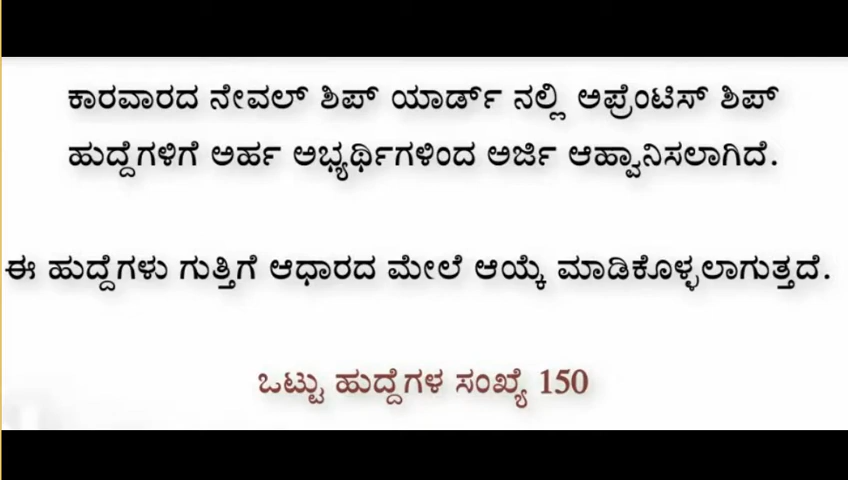 ಕಾರವಾರದ ನೇವಲ್ ಶಿಪ್ ಯಾರ್ಡ್ ನಲ್ಲಿ ಅಪ್ರೆಂಟಿಸ್ ಶಿಪ್
ಹುದ್ದೆಗಳಿಗೆ ಅರ್ಹ ಅಭ್ಯರ್ಥಿಗಳಿಂದ ಅರ್ಜಿ ಆಹ್ವಾನಿಸಲಾಗಿದೆ.
ಈ ಹುದ್ದೆಗಳು ಗುತ್ತಿಗೆ ಆಧಾರದ ಮೇಲೆ ಆಯ್ಕೆ ಮಾಡಿಕೊಳ್ಳಲಾಗುತ್ತದೆ.
ಒಟ್ಟು ಹುದ್ದೆಗಳ ಸಂಖ್ಯೆ 150